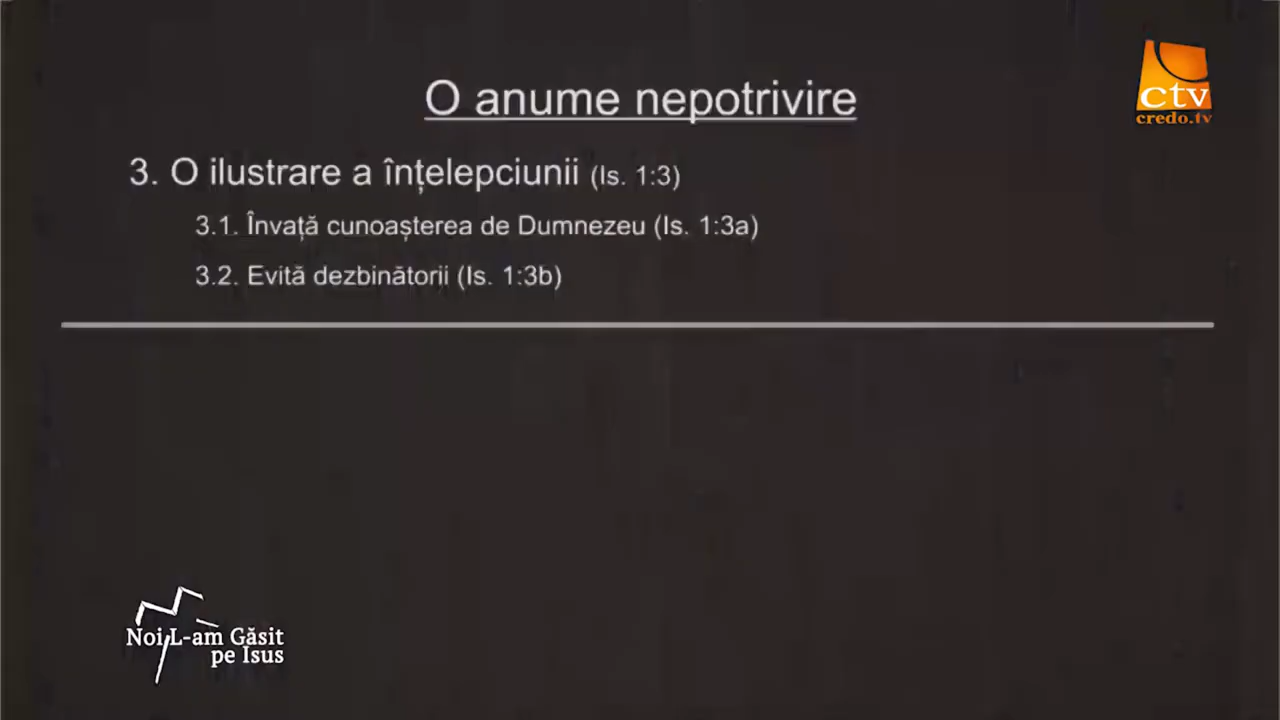 O anume nepotrivire
ctv
credo.tv
3. O ilustrare a înțelepciunii (Is. 1:3)
3.1. Învață cunoașterea de Dumnezeu (Is. 1:3a)
3.2. Evită dezbinătorii (Is. 1:3b)
Noi L-am Găsit
pe Isus